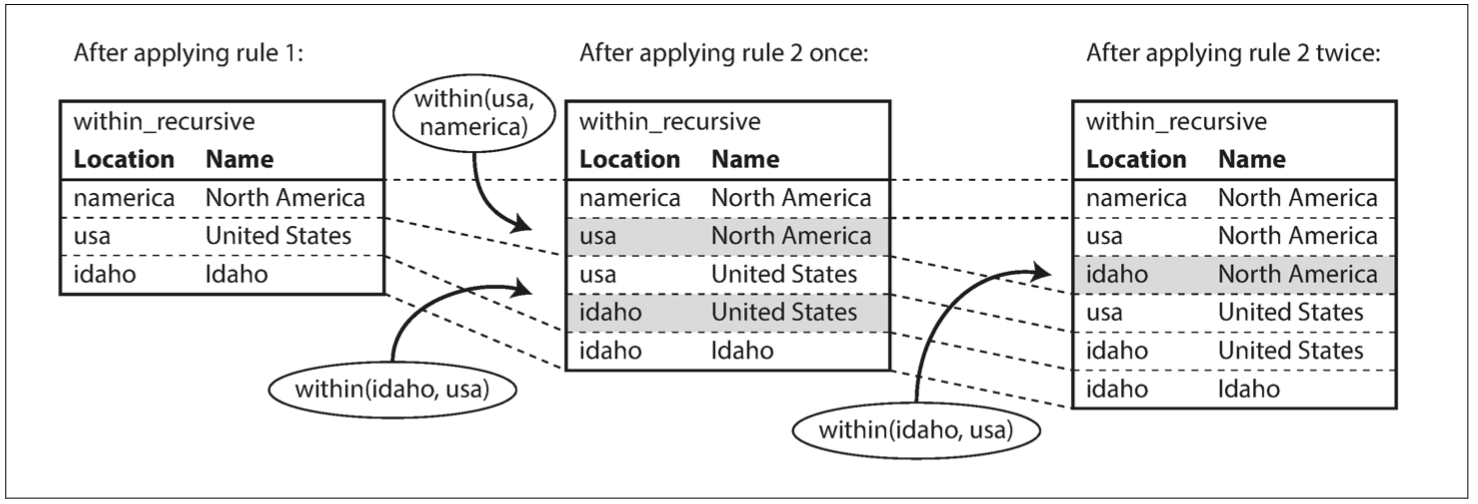 After applying rule 1:
within_recursive
Location Name
namerica North America
usa United States
idaho Idaho
within(usa,
namerica)
within(idaho, usa)
After applying rule 2 once:
within_recursive
Location Name
namerica North America
usa North America
usa United States
idaho United States
idaho Idaho
within(idaho, usa)
After applying rule 2 twice:
within_recursive
Location Name
namerica North America
usa North America
idaho North America
usa United States
idaho United States
idaho Idaho